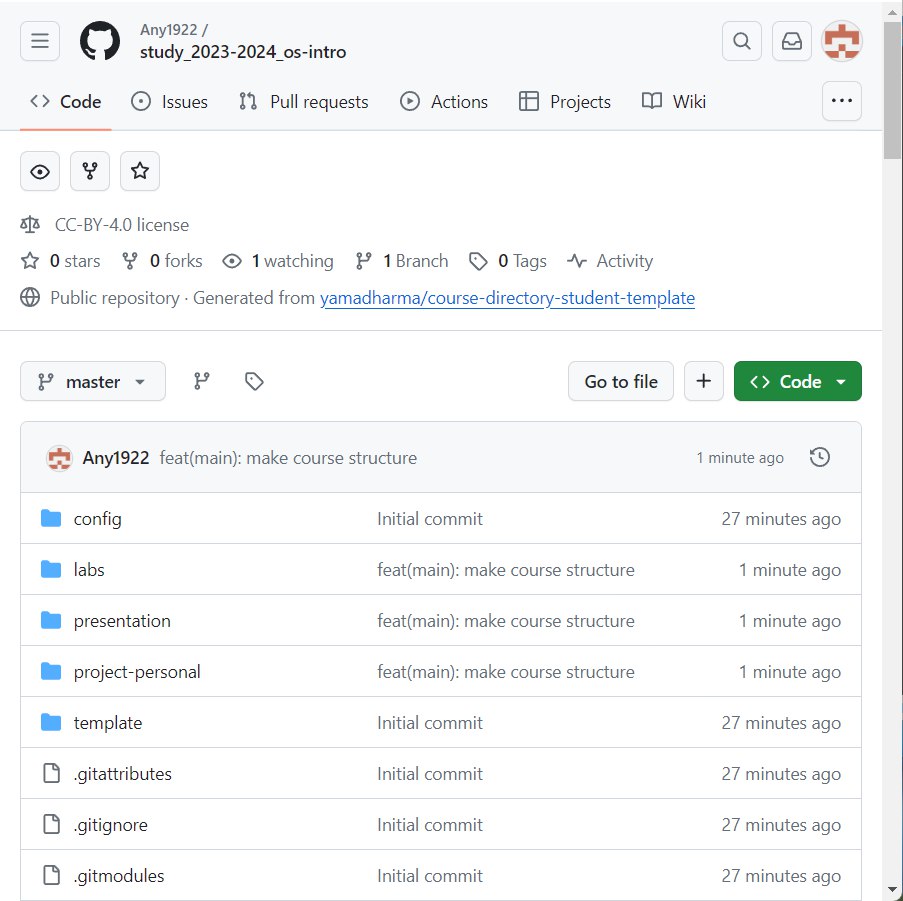 Any1922 /
study_2023-2024_os-intro
Code Issues Pull requests Actions Projects Wiki
CC-BY-4.0 license
0 stars 0 forks 1 watching 1 Branch 0 Tags Activity
Public repository · Generated from yamadharma/course-directory-student-template
master Go to file Code
Any1922 feat(main): make course structure 1 minute ago
config Initial commit 27 minutes ago
labs feat(main): make course structure 1 minute ago
presentation feat(main): make course structure 1 minute ago
project-personal feat(main): make course structure 1 minute ago
template Initial commit 27 minutes ago
.gitattributes Initial commit 27 minutes ago
.gitignore Initial commit 27 minutes ago
.gitmodules Initial commit 27 minutes ago